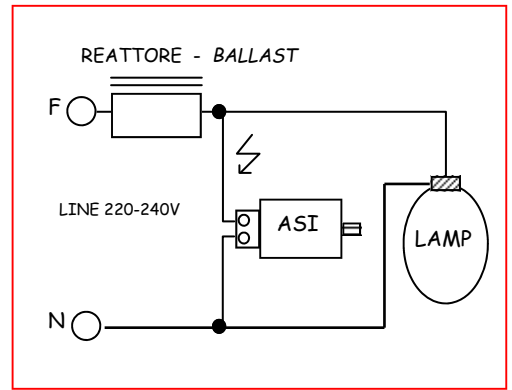 REATTORE - BALLAST
F
LINE 220-240V
ASI
LAMP
N